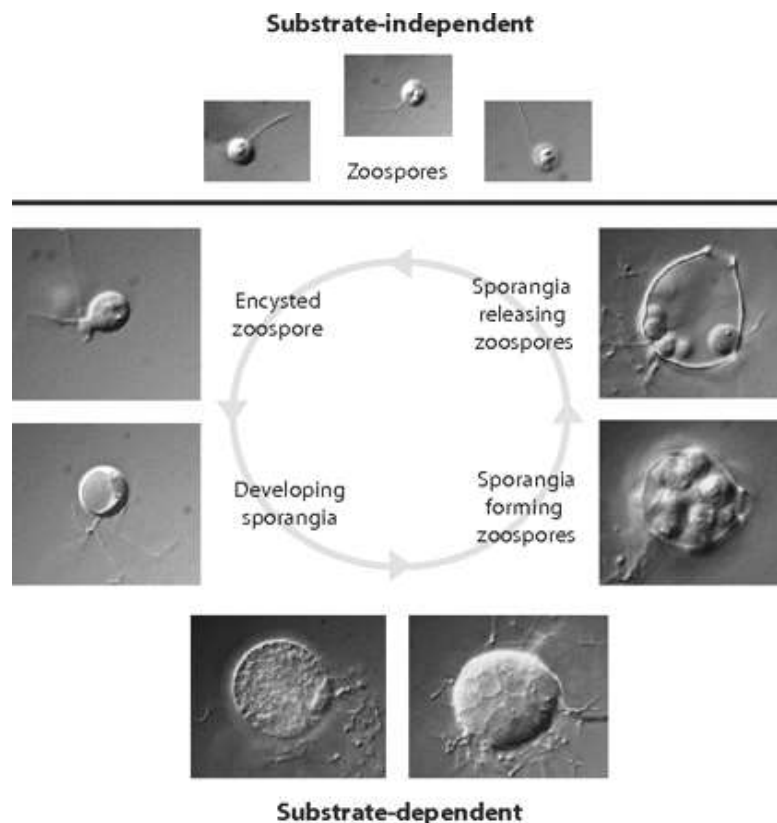 Substrate-independent
Zoospores
Encysted
zoospore
Sporangia
releasing
zoospores
Developing
sporangia
Sporangia
forming
zoospores
Substrate-dependent